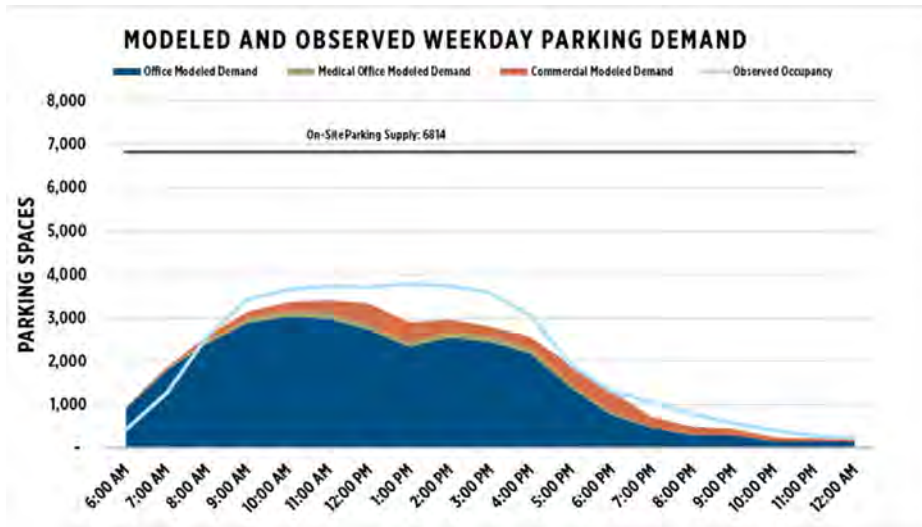 MODELED AND OBSERVED WEEKDAY PARKING DEMAND
Office Modeled Demand Medical Office Modeled Demand Commercial Modeled Demand Observed Occupancy
8,000
On-Site Parking Supply: 6814
7,000
6,000
5,000
4,000
3,000
2,000
1,000
-
PARKING SPACES
6:00 AM 7:00 AM 8:00 AM 9:00 AM 10:00 AM 11:00 AM 12:00 PM 1:00 PM 2:00 PM 3:00 PM 4:00 PM 5:00 PM 6:00 PM 7:00 PM 8:00 PM 9:00 PM 10:00 PM 11:00 PM 12:00 AM